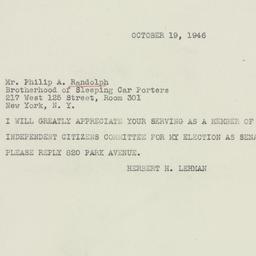 OCTOBER 19, 1946
Mr. Philip A. Randolph
Brotherhood of Sleeping Car Porters
217 West 125 Street, Room 301
New York, N. Y.
I WILL GREATLY APPRECIATE YOUR SERVING AS A MEMBER OF
INDEPENDENT CITIZENS COMMITTEE FOR MY ELECTION AS SENA
PLEASE REPLY 820 PARK AVENUE.
HERBERT H. LEHMAN